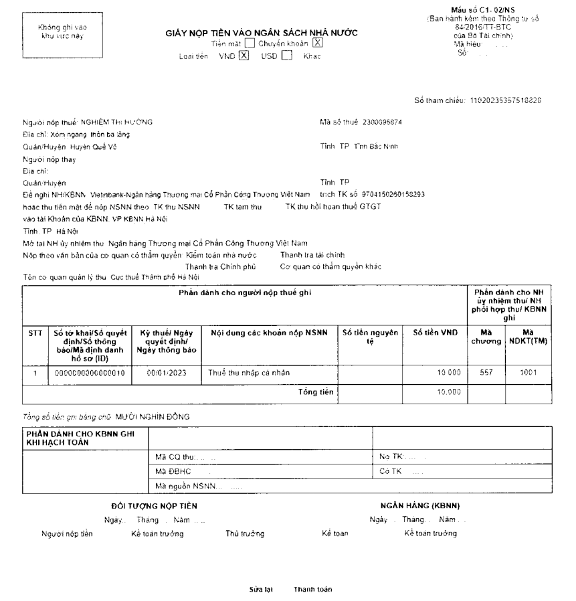 Không ghi vào
khu vực này
Mẫu số C1- 02/NS
(Ban hành kèm theo Thông tư số
84/2016/TT-BTC
của Bộ Tài chính)
Mã hiệu ......
Số: ......
GIẤY NỘP TIỀN VÀO NGÂN SÁCH NHÀ NƯỚC
Tiền mặt Chuyển khoản X
Loại tiền VND X USD Khác
Số tham chiếu:
Người nộp thuế: NGHIÊM THỊ HƯỜNG Mã số thuế: 2300695874
Địa chỉ: Xóm ngang thôn ba làng
Quận/Huyện: Huyện Quế Võ Tỉnh TP Tỉnh Bắc Ninh
Người nộp thay
Địa chỉ:
Quận/Huyện Tỉnh TP
Đề nghị NH/KBNN Vietinbank-Ngân hàng Thương mại Cổ Phần Công Thương Việt Nam trích TK số: 9704150260158293
hoặc thu tiền mặt để nộp NSNN theo TK thu NSNN TK tạm thu TK thu hồi hoàn thuế GTGT
vào tài Khoản của KBNN: VP KBNN Hà Nội
Tỉnh TP Hà Nội
Mở tại NH ủy nhiệm thu Ngân hàng Thương mại Cổ Phần Công Thương Việt Nam
Nộp theo văn bản của cơ quan có thẩm quyền Kiểm toán nhà nước Thanh tra tài chính
Thanh tra Chính phủ Cơ quan có thẩm quyền khác
Tên cơ quan quản lý thu Cục thuế Thành phố Hà Nội
Phần dành cho người nộp thuế ghi Phần dành cho NH ủy nhiệm thu/ NH phối hợp thu/ KBNN ghi
STT Số tờ khai/Số quyết định/Số thông báo/Mã định danh hồ sơ (ID) Kỳ thuế/ Ngày quyết định/ Ngày thông báo Nội dung các khoản nộp NSNN Số tiền nguyên tệ Số tiền VND Mã chương Mã NDKT(TM)
1 0000000000000010 00/01/2023 Thuế thu nhập cá nhân 10.000 557 1001
Tổng tiền 10.000
Tổng số tiền ghi bằng chữ: MƯỜI NGHÌN ĐỒNG
PHẦN DÀNH CHO KBNN GHI
KHI HẠCH TOÁN
Mã CQ thu........ Nợ TK........
Mã ĐBHC ..... Có TK .....
Mã nguồn NSNN... ......
ĐỐI TƯỢNG NỘP TIỀN NGÂN HÀNG (KBNN)
Ngày... Tháng ... Năm .... Ngày ... Tháng ... Năm ...
Người nộp tiền Kế toán trưởng Thủ trưởng Kế toán Kế toán trưởng
Sửa lại Thanh toán